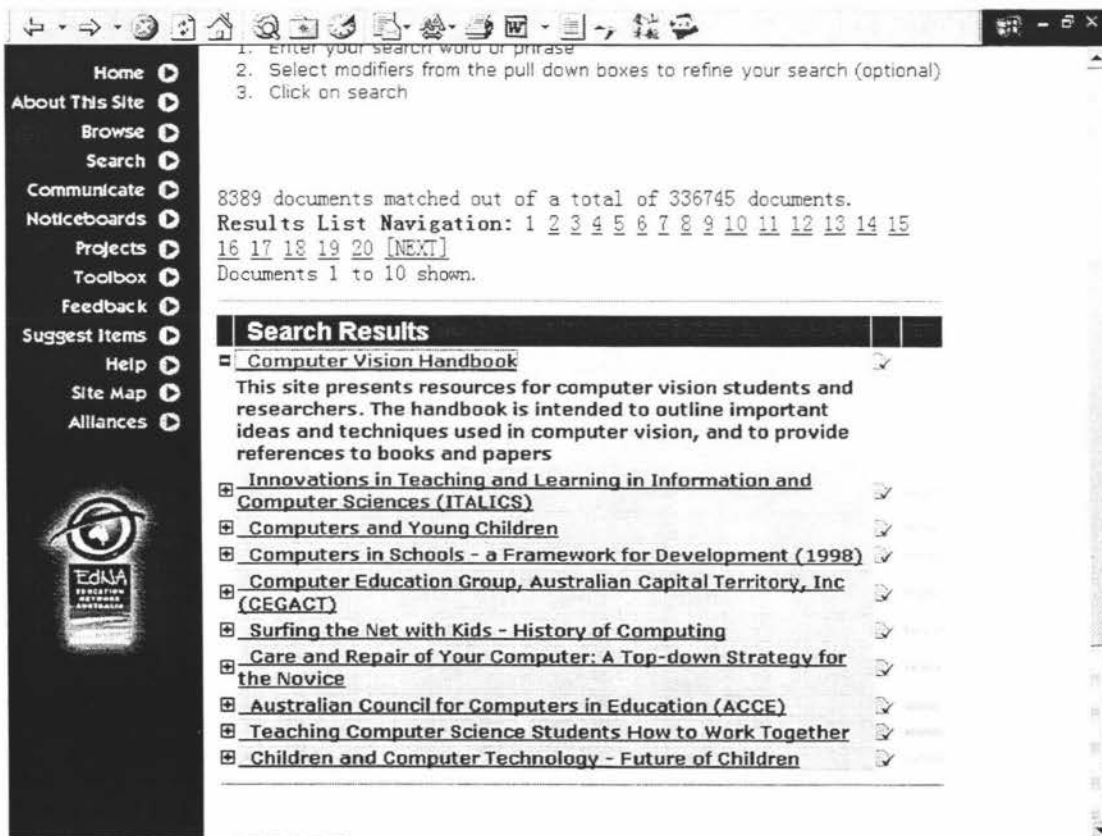 1. Enter your search word or phrase
2. Select modifiers from the pull down boxes to refine your search (optional)
3. Click on search
Home
About This Site
Browse
Search
Communicate
Noticeboards
Projects
Toolbox
Feedback
Suggest Items
Help
Site Map
Alliances
EdNA
EDUCATION
NETWORK
AUSTRALIA
8389 documents matched out of a total of 336745 documents.
Results List Navigation: 1 2 3 4 5 6 7 8 9 10 11 12 13 14 15
16 17 18 19 20 [NEXT]
Documents 1 to 10 shown.
Search Results
Computer Vision Handbook
This site presents resources for computer vision students and
researchers. The handbook is intended to outline important
ideas and techniques used in computer vision, and to provide
references to books and papers
Innovations in Teaching and Learning in Information and
Computer Sciences (ITALICS)
Computers and Young Children
Computers in Schools - a Framework for Development (1998)
Computer Education Group, Australian Capital Territory, Inc
(CEGACT)
Surfing the Net with Kids - History of Computing
Care and Repair of Your Computer: A Top-down Strategy for
the Novice
Australian Council for Computers in Education (ACCE)
Teaching Computer Science Students How to Work Together
Children and Computer Technology - Future of Children